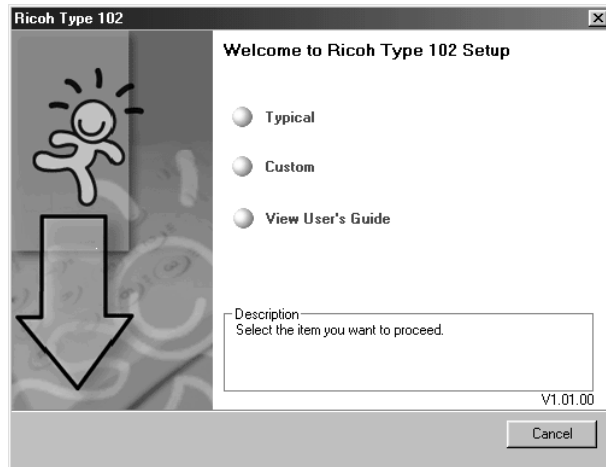 Ricoh Type 102
Welcome to Ricoh Type 102 Setup
Typical
Custom
View User's Guide
Description
Select the item you want to proceed.
V1.01.00
Cancel